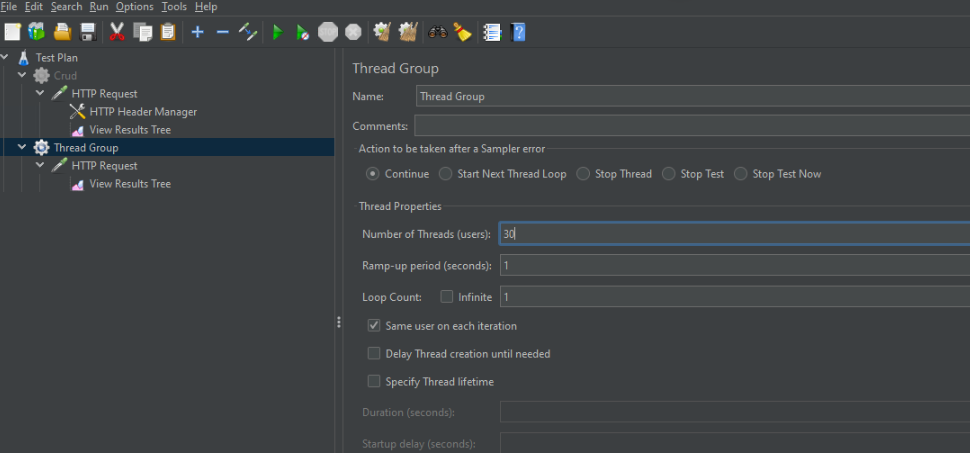 File Edit Search Run Options Tools Help
Test Plan
Crud
HTTP Request
HTTP Header Manager
View Results Tree
Thread Group
HTTP Request
View Results Tree
Thread Group
Name: Thread Group
Comments:
Action to be taken after a Sampler error
Continue Start Next Thread Loop Stop Thread Stop Test Stop Test Now
Thread Properties
Number of Threads (users): 30
Ramp-up period (seconds): 1
Loop Count: Infinite 1
Same user on each iteration
Delay Thread creation until needed
Specify Thread lifetime
Duration (seconds):
Startup delay (seconds):